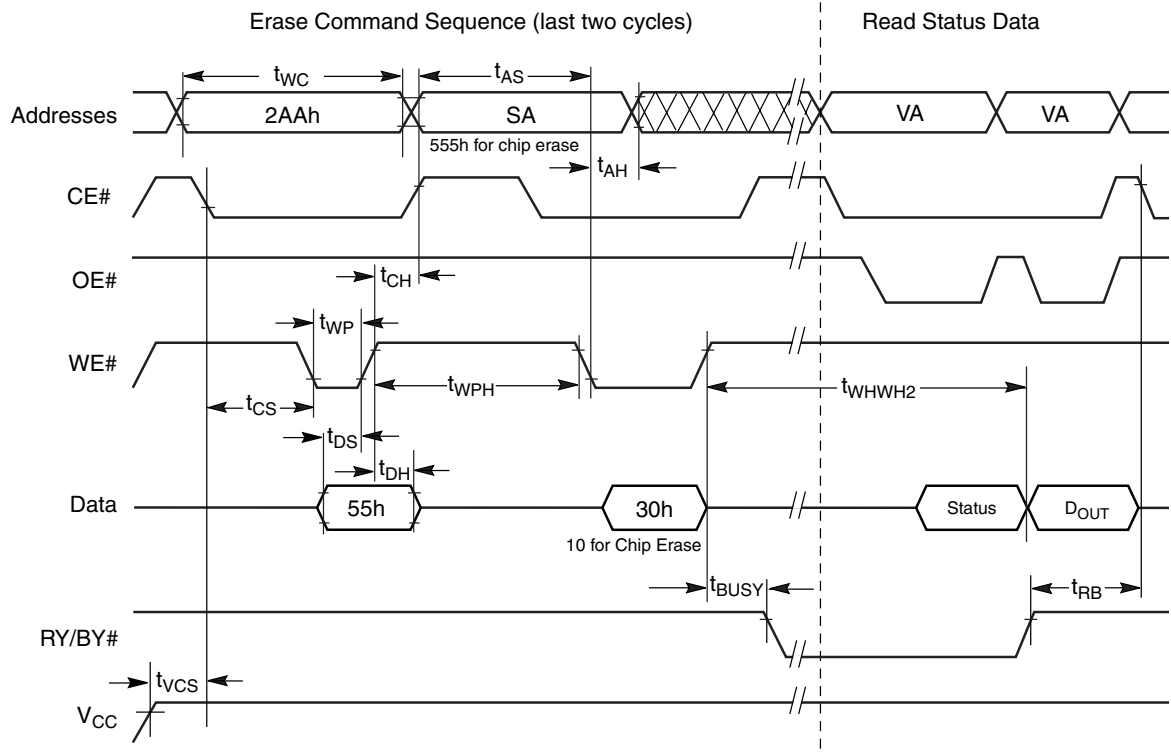 Erase Command Sequence (last two cycles)
Read Status Data
tWC
tAS
Addresses
2AAh
SA
VA
VA
555h for chip erase
tAH
CE#
tCH
OE#
tWP
WE#
tWPH
tWHWH2
tCS
tDS
tDH
Data
55h
30h
Status
DOUT
10 for Chip Erase
tBUSY
tRB
RY/BY#
tVCS
VCC